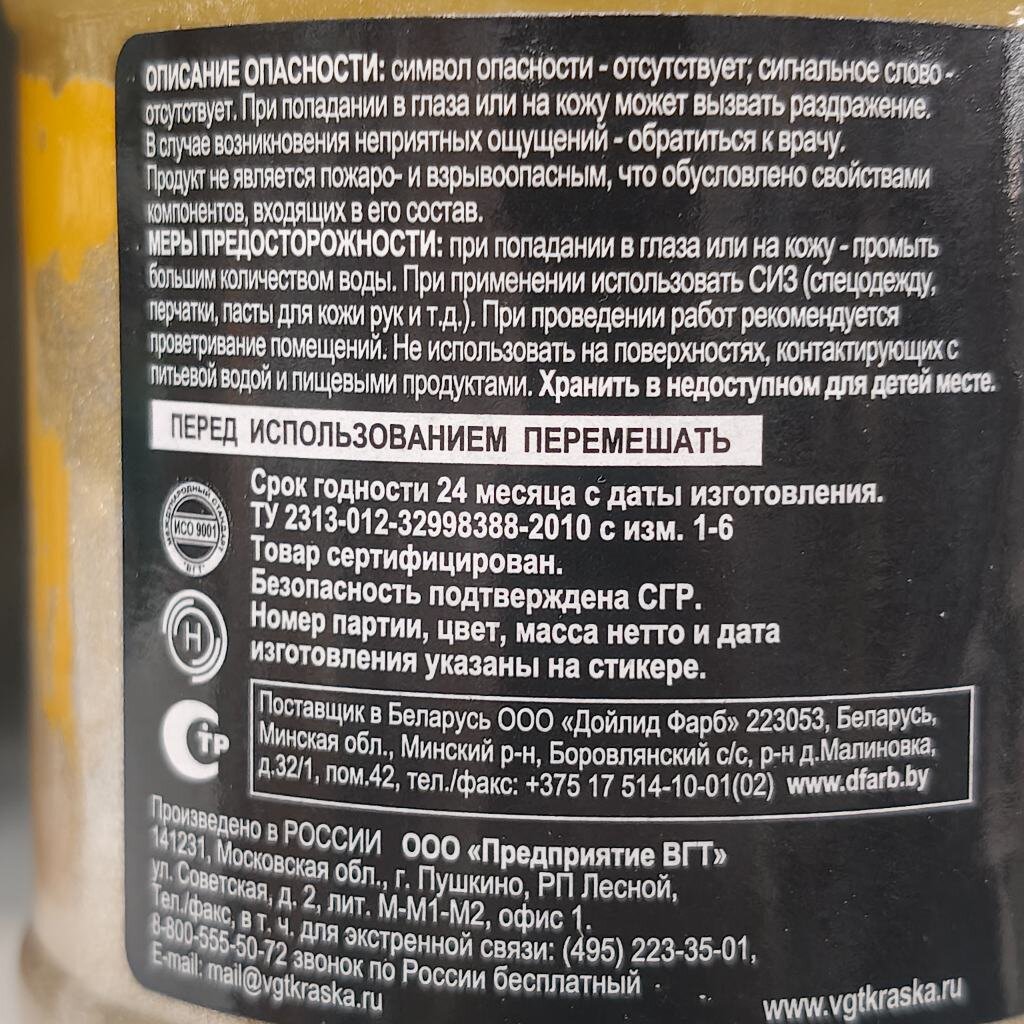 ОПИСАНИЕ ОПАСНОСТИ: символ опасности - отсутствует; сигнальное слово -
отсутствует. При попадании в глаза или на кожу может вызвать раздражение.
В случае возникновения неприятных ощущений - обратиться к врачу.
Продукт не является пожаро- и взрывоопасным, что обусловлено свойствами
компонентов, входящих в его состав.
МЕРЫ ПРЕДОСТОРОЖНОСТИ: при попадании в глаза или на кожу - промыть
большим количеством воды. При применении использовать СИЗ (спецодежду,
перчатки, пасты для кожи рук и т.д.). При проведении работ рекомендуется
проветривание помещений. Не использовать на поверхностях, контактирующих с
питьевой водой и пищевыми продуктами. Хранить в недоступном для детей месте.
ПЕРЕД ИСПОЛЬЗОВАНИЕМ ПЕРЕМЕШАТЬ
Срок годности 24 месяца с даты изготовления.
ТУ 2313-012-32998388-2010 с изм. 1-6
Товар сертифицирован.
Безопасность подтверждена СГР.
Номер партии, цвет, масса нетто и дата
изготовления указаны на стикере.
МЕЖДУНАРОДНЫЙ СТАНДАРТ
ИСО 9001
"ВГТ"
Н
СТР
Поставщик в Беларусь ООО «Дойлид Фарб» 223053, Беларусь,
Минская обл., Минский р-н, Боровлянский с/с, р-н д.Малиновка,
д.32/1, пом.42, тел./факс: +375 17 514-10-01(02) www.dfarb.by
Произведено в РОССИИ ООО «Предприятие ВГТ»
141231, Московская обл., г. Пушкино, РП Лесной,
ул. Советская, д. 2, лит. М-М1-М2, офис 1.
Тел./факс, в т. ч. для экстренной связи: (495) 223-35-01,
8-800-555-50-72 звонок по России бесплатный
E-mail: mail@vgtkraska.ru
www.vgtkraska.ru